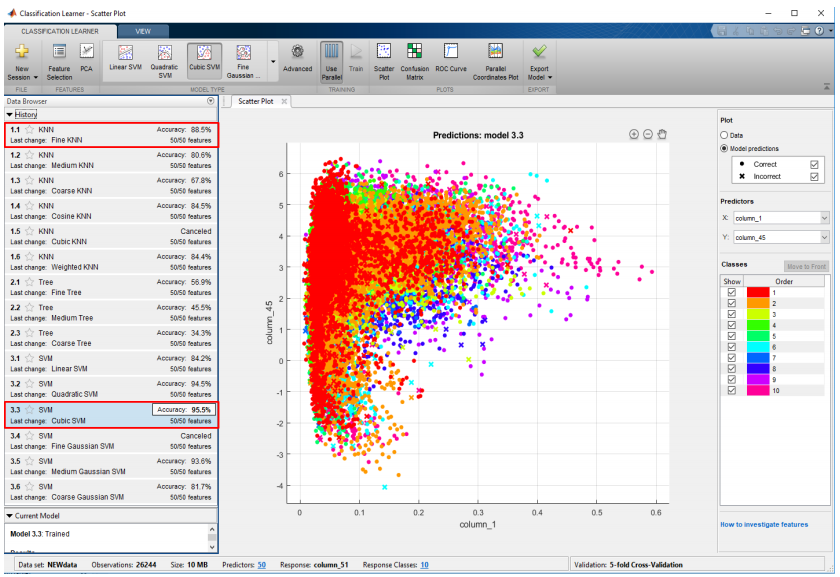 Classification Learner - Scatter Plot
CLASSIFICATION LEARNER VIEW
New Session
Feature Selection
PCA
Linear SVM
Quadratic SVM
Cubic SVM
Fine Gaussian ...
Advanced
Use Parallel
Train
Scatter Plot
Confusion Matrix
ROC Curve
Parallel Coordinates Plot
Export Model
FILE FEATURES MODEL TYPE TRAINING PLOTS EXPORT
Data Browser
History
1.1 KNN Accuracy: 88.5%
Last change: Fine KNN 50/50 features
1.2 KNN Accuracy: 80.6%
Last change: Medium KNN 50/50 features
1.3 KNN Accuracy: 67.8%
Last change: Coarse KNN 50/50 features
1.4 KNN Accuracy: 84.5%
Last change: Cosine KNN 50/50 features
1.5 KNN Canceled
Last change: Cubic KNN 50/50 features
1.6 KNN Accuracy: 84.4%
Last change: Weighted KNN 50/50 features
2.1 Tree Accuracy: 56.9%
Last change: Fine Tree 50/50 features
2.2 Tree Accuracy: 45.5%
Last change: Medium Tree 50/50 features
2.3 Tree Accuracy: 34.3%
Last change: Coarse Tree 50/50 features
3.1 SVM Accuracy: 84.2%
Last change: Linear SVM 50/50 features
3.2 SVM Accuracy: 94.5%
Last change: Quadratic SVM 50/50 features
3.3 SVM Accuracy: 95.5%
Last change: Cubic SVM 50/50 features
3.4 SVM Canceled
Last change: Fine Gaussian SVM 50/50 features
3.5 SVM Accuracy: 93.6%
Last change: Medium Gaussian SVM 50/50 features
3.6 SVM Accuracy: 81.7%
Last change: Coarse Gaussian SVM 50/50 features
Current Model
Model 3.3: Trained
Scatter Plot
Predictions: model 3.3
6
5
4
3
2
1
0
-1
-2
-3
-4
column_45
0 0.1 0.2 0.3 0.4 0.5 0.6
column_1
Plot
Data
Model predictions
Correct
Incorrect
Predictors
X: column_1
Y: column_45
Classes Move to Front
Show Order
1
2
3
4
5
6
7
8
9
10
How to investigate features
Data set: NEWdata Observations: 26244 Size: 10 MB Predictors: 50 Response: column_51 Response Classes: 10 Validation: 5-fold Cross-Validation